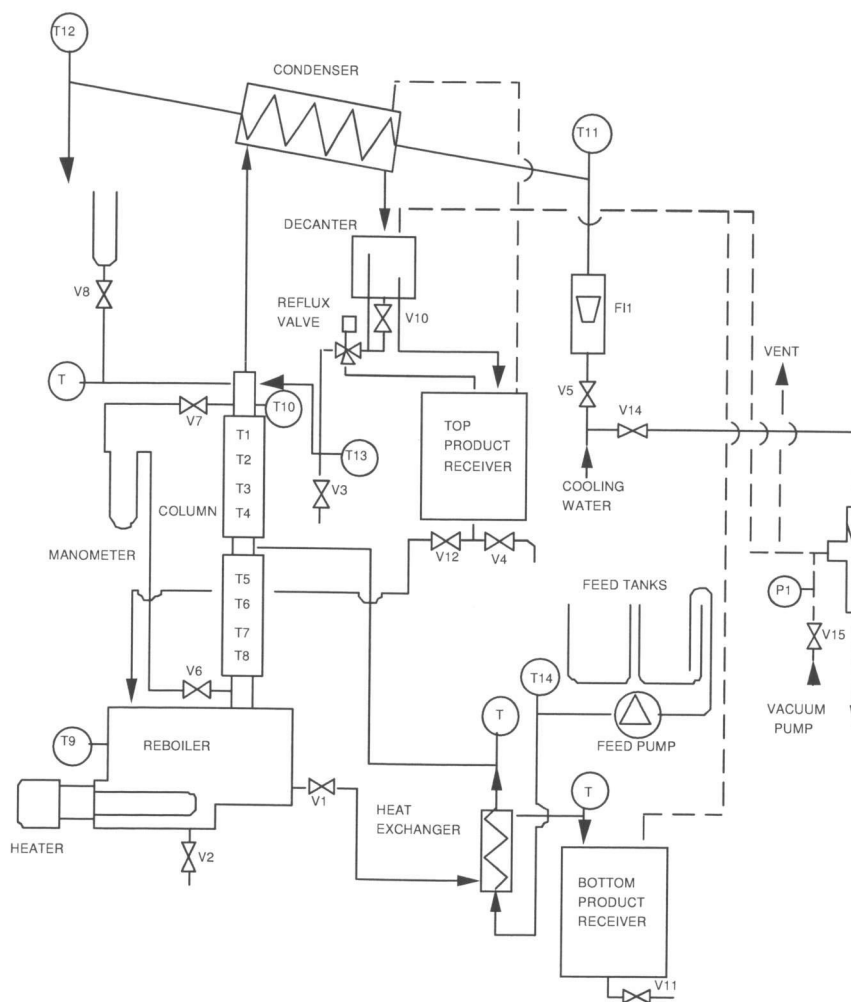 T12
CONDENSER
T11
DECANTER
V8
REFLUX
VALVE
V10
FI1
VENT
T
V5
V14
V7
T10
T1
T2
T3
T4
TOP
PRODUCT
RECEIVER
T13
COOLING
WATER
COLUMN
V3
MANOMETER
V12
V4
T5
T6
T7
T8
FEED TANKS
P1
V15
V6
T14
T
VACUUM
PUMP
FEED PUMP
T9
REBOILER
V1
T
HEAT
EXCHANGER
HEATER
V2
BOTTOM
PRODUCT
RECEIVER
V11